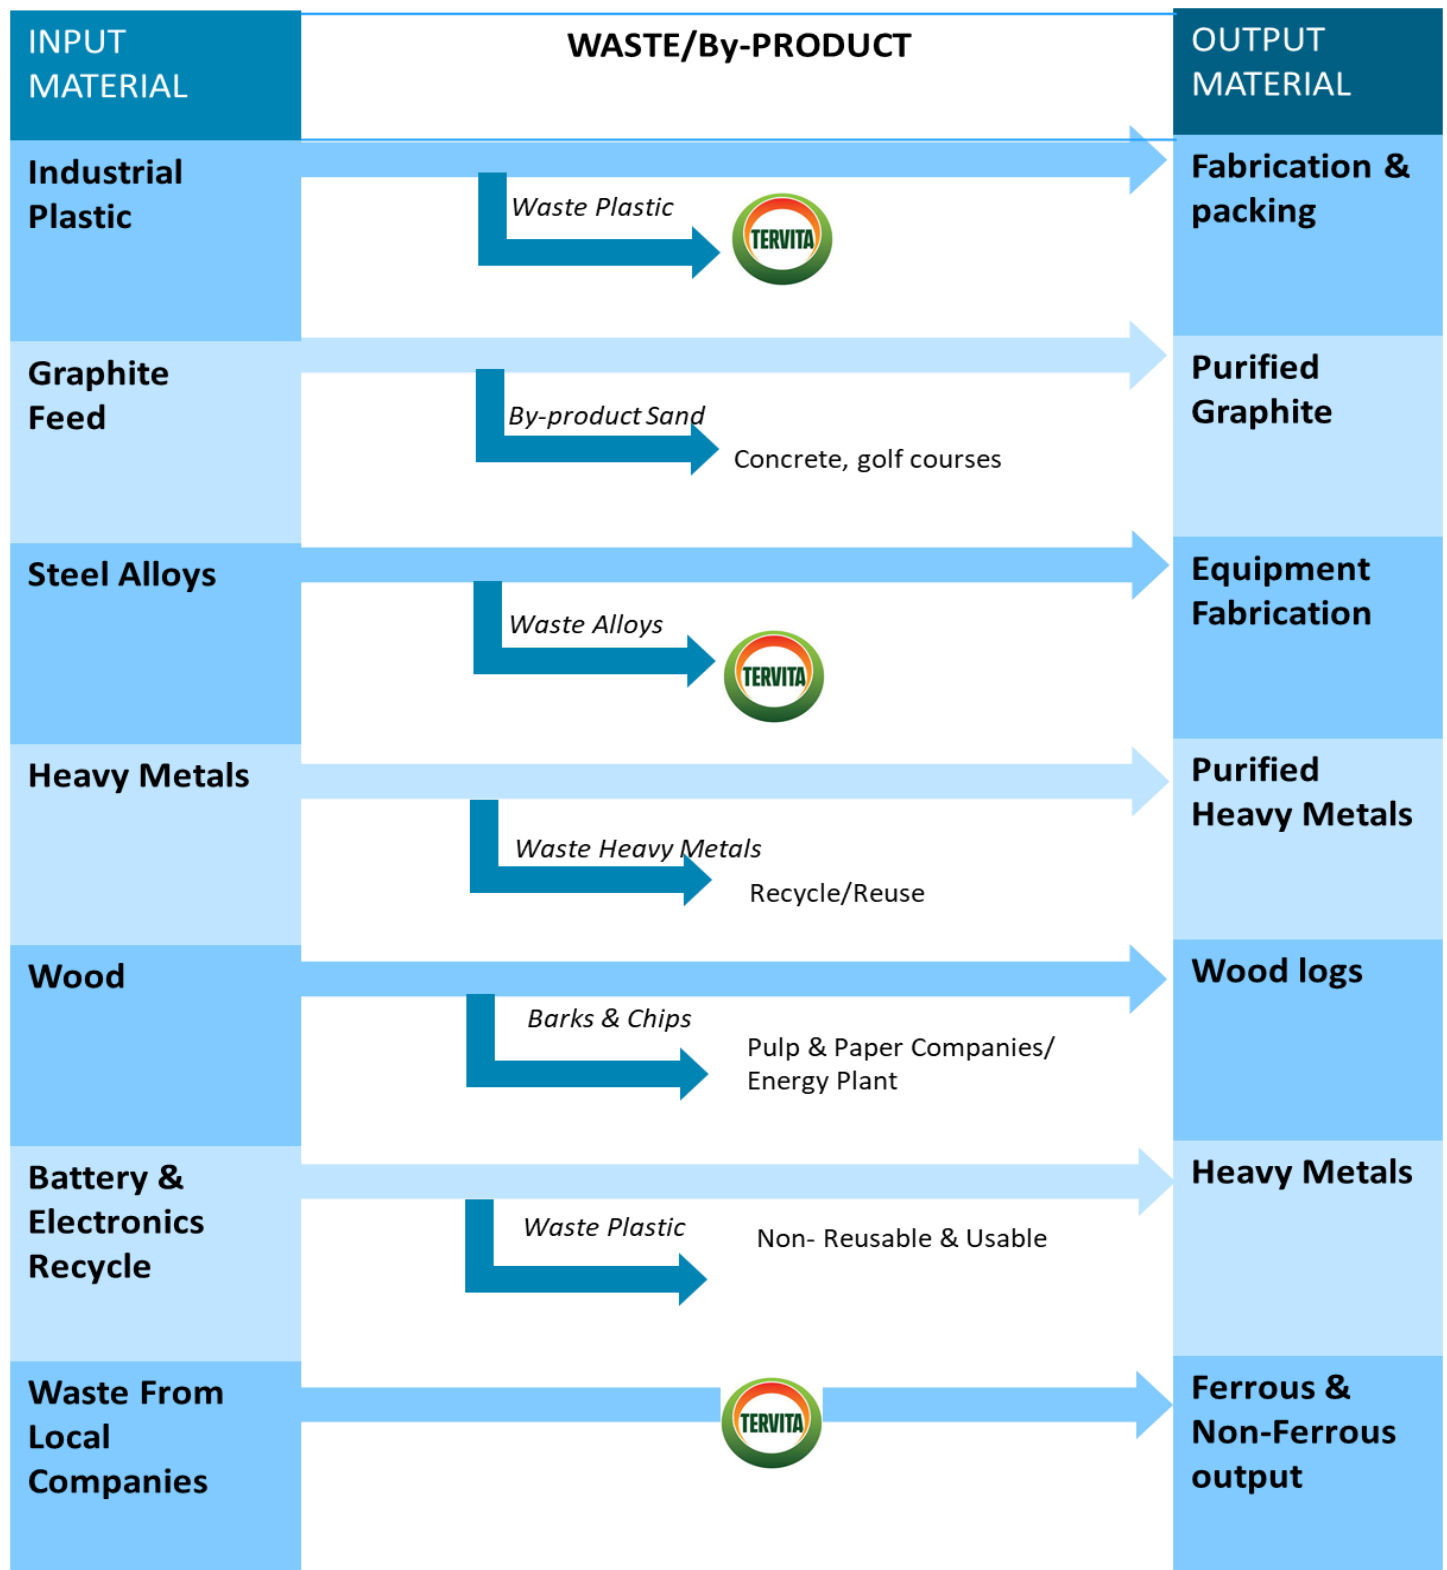 INPUT
MATERIAL
WASTE/By-PRODUCT
OUTPUT
MATERIAL
Industrial
Plastic
Waste Plastic
TERVITA
Fabrication &
packing
Graphite
Feed
By-product Sand
Concrete, golf courses
Purified
Graphite
Steel Alloys
Waste Alloys
TERVITA
Equipment
Fabrication
Heavy Metals
Waste Heavy Metals
Recycle/Reuse
Purified
Heavy Metals
Wood
Barks & Chips
Pulp & Paper Companies/
Energy Plant
Wood logs
Battery &
Electronics
Recycle
Waste Plastic
Non- Reusable & Usable
Heavy Metals
Waste From
Local
Companies
TERVITA
Ferrous &
Non-Ferrous
output